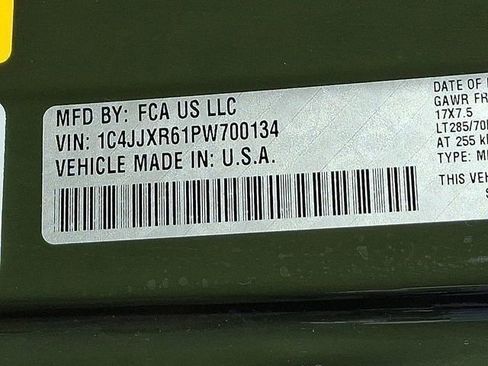 MFD BY: FCA US LLC
VIN: 1C4JJXR61PW700134
VEHICLE MADE IN: U.S.A.
DATE OF
GAWR FR
17X7.5
LT285/70
AT 255 k
TYPE: M
THIS VEH